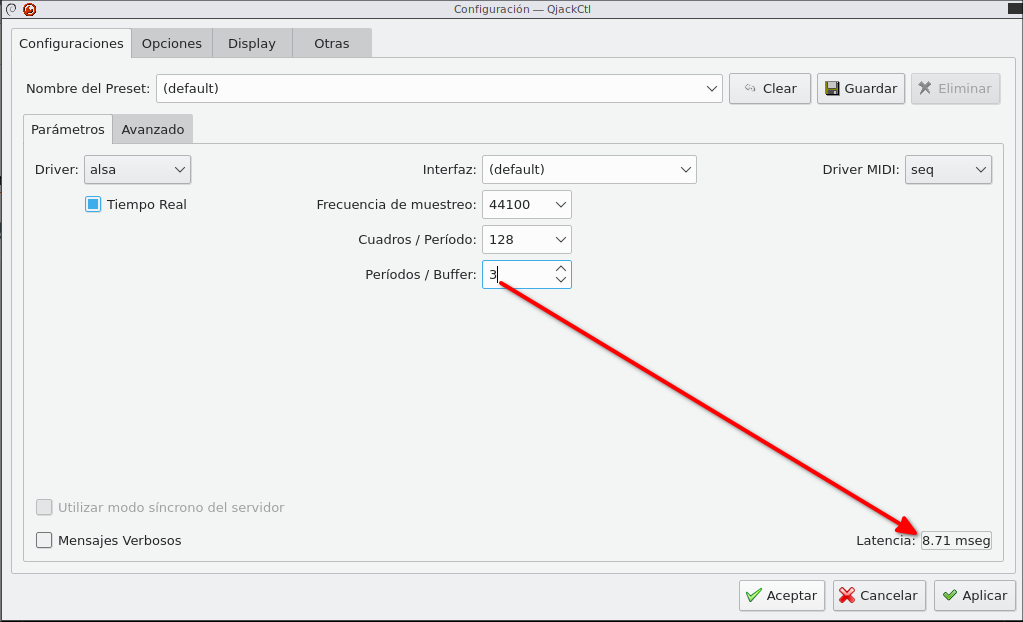 Configuración — QjackCtl
Configuraciones Opciones Display Otras
Nombre del Preset: (default) Clear Guardar Eliminar
Parámetros Avanzado
Driver: alsa Interfaz: (default) Driver MIDI: seq
Tiempo Real Frecuencia de muestreo: 44100
Cuadros / Período: 128
Períodos / Buffer: 3
Utilizar modo síncrono del servidor
Mensajes Verbosos Latencia: 8.71 mseg
Aceptar Cancelar Aplicar